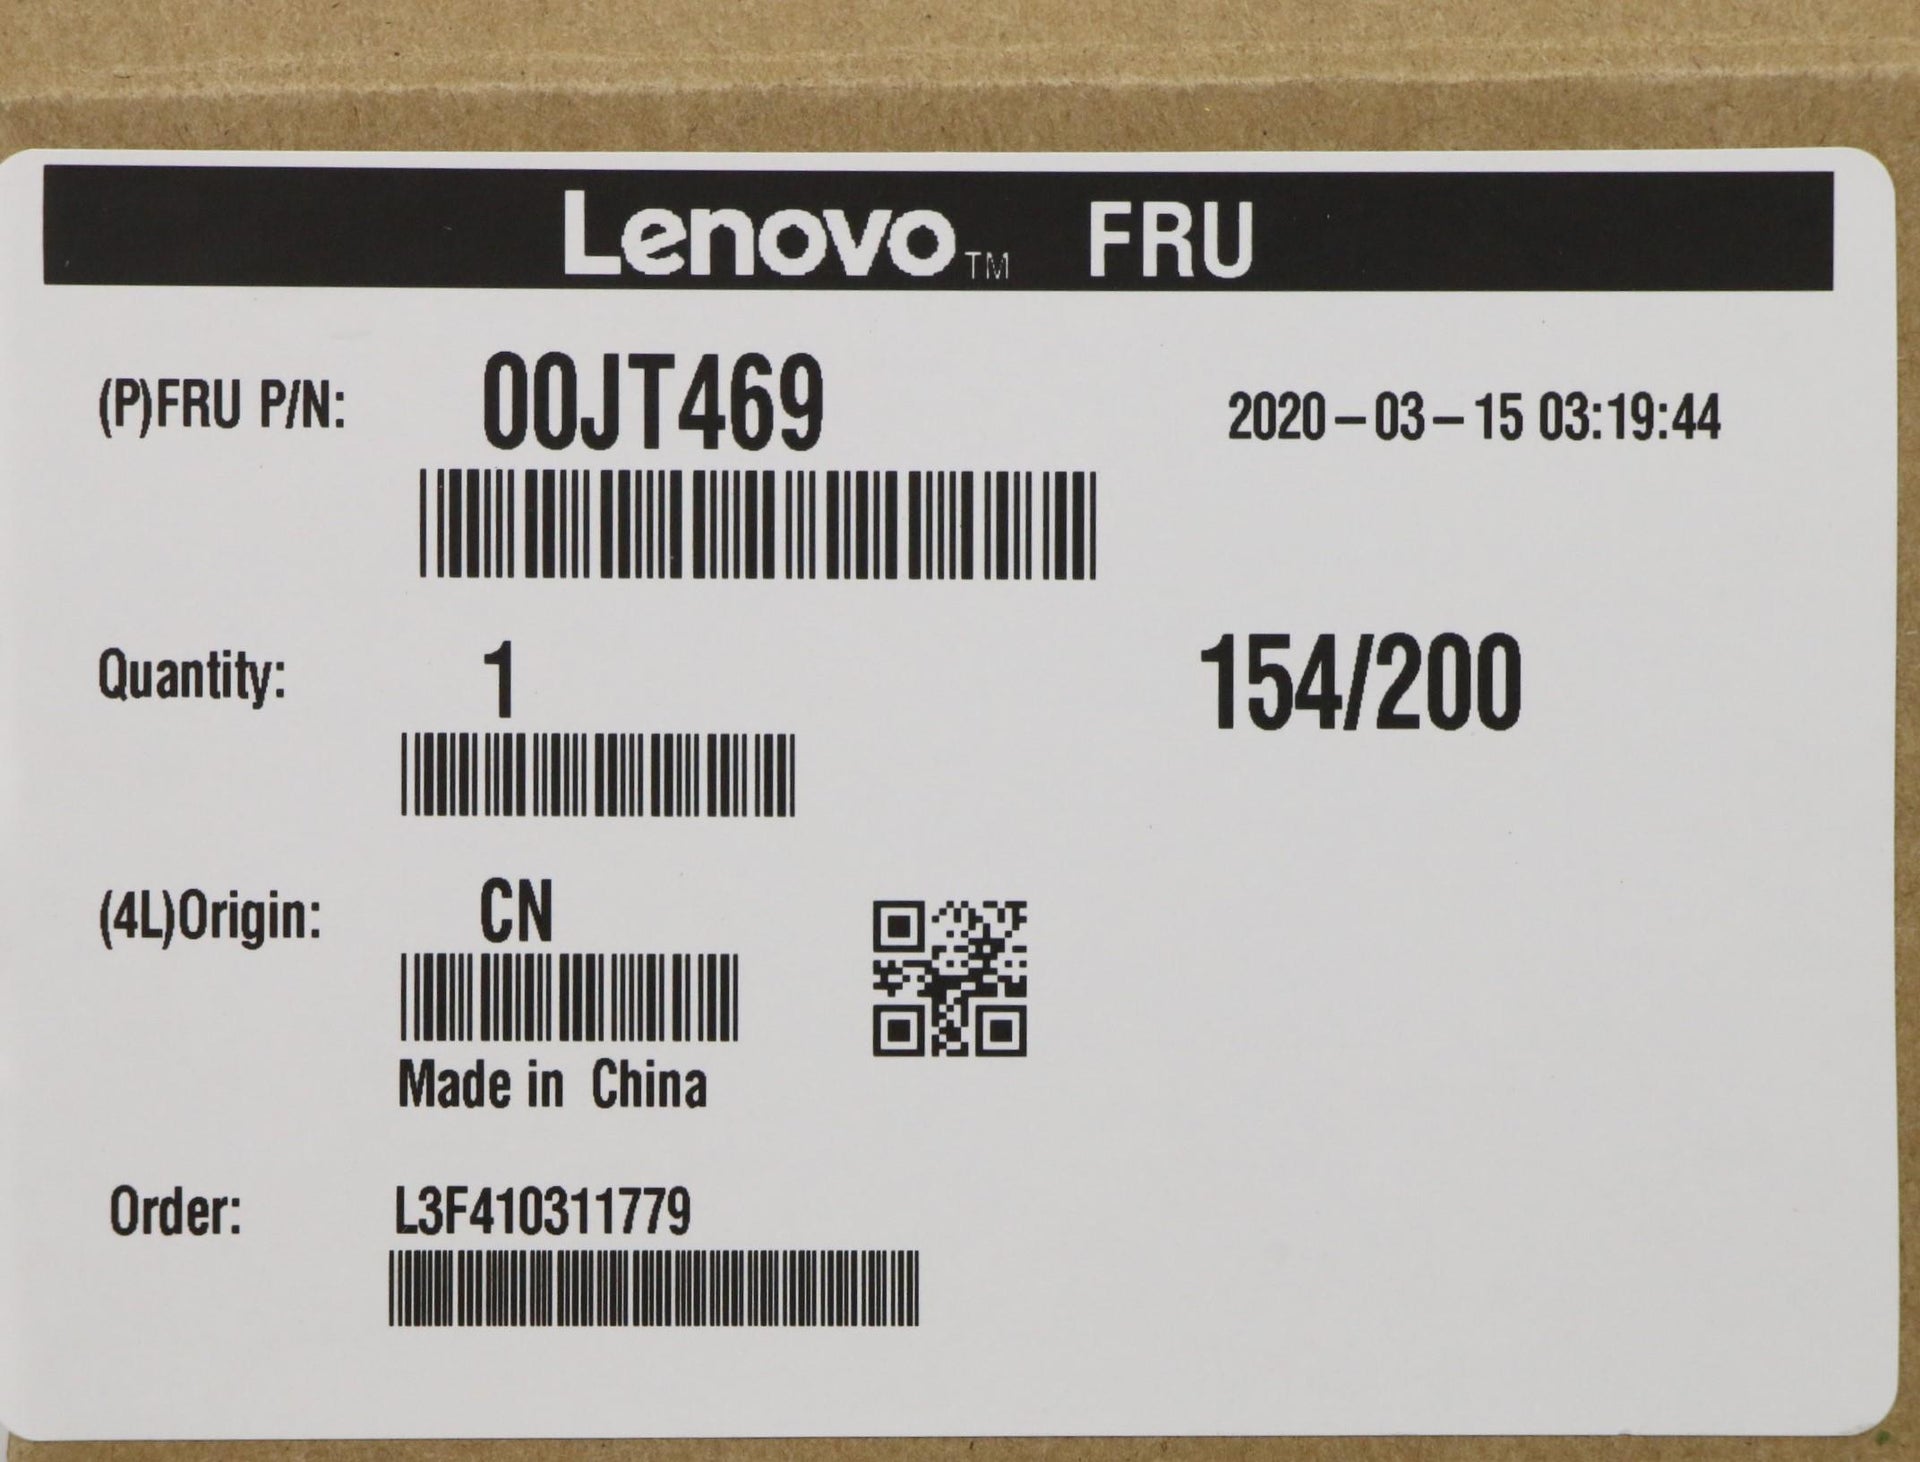 Lenovo™ FRU
(P)FRU P/N: 00JT469 2020-03-15 03:19:44
Quantity: 1 154/200
(4L)Origin: CN
Made in China
Order: L3F410311779